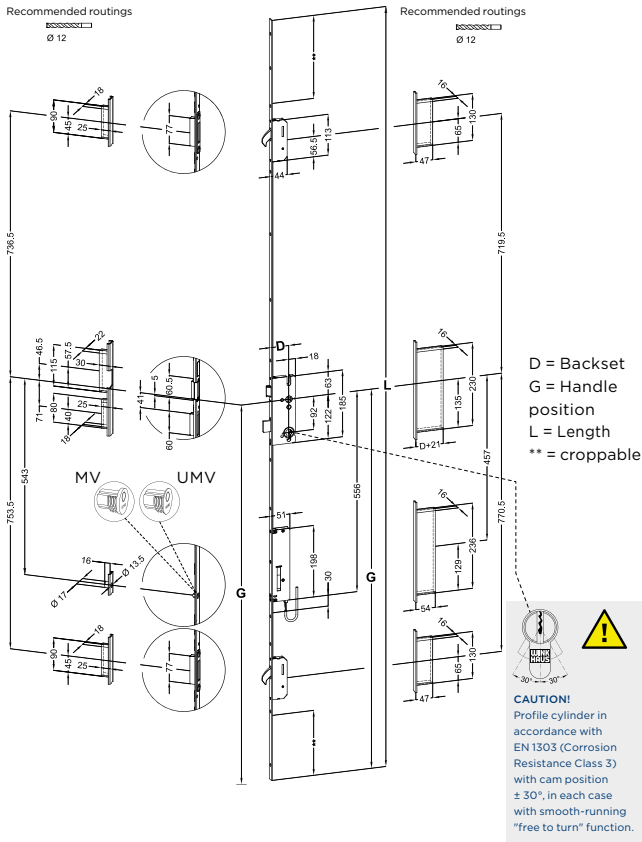 Recommended routings
Ø 12
Recommended routings
Ø 12
18
90
45
25
77
**
113
56.5
44
16
130
65
47
736.5
719.5
46.5
115
57.5
22
30
5
60.5
41
71
80
25
40
18
60
D
18
63
92
122
185
L
16
230
135
D+21
457
D = Backset
G = Handle
position
L = Length
** = croppable
543
753.5
MV
UMV
16
Ø 13.5
Ø 17
G
51
198
30
556
G
16
236
129
54
770.5
18
90
45
25
77
**
16
130
65
47
WINK
HAUS
30°
30°
CAUTION!
Profile cylinder in
accordance with
EN 1303 (Corrosion
Resistance Class 3)
with cam position
± 30°, in each case
with smooth-running
"free to turn" function.